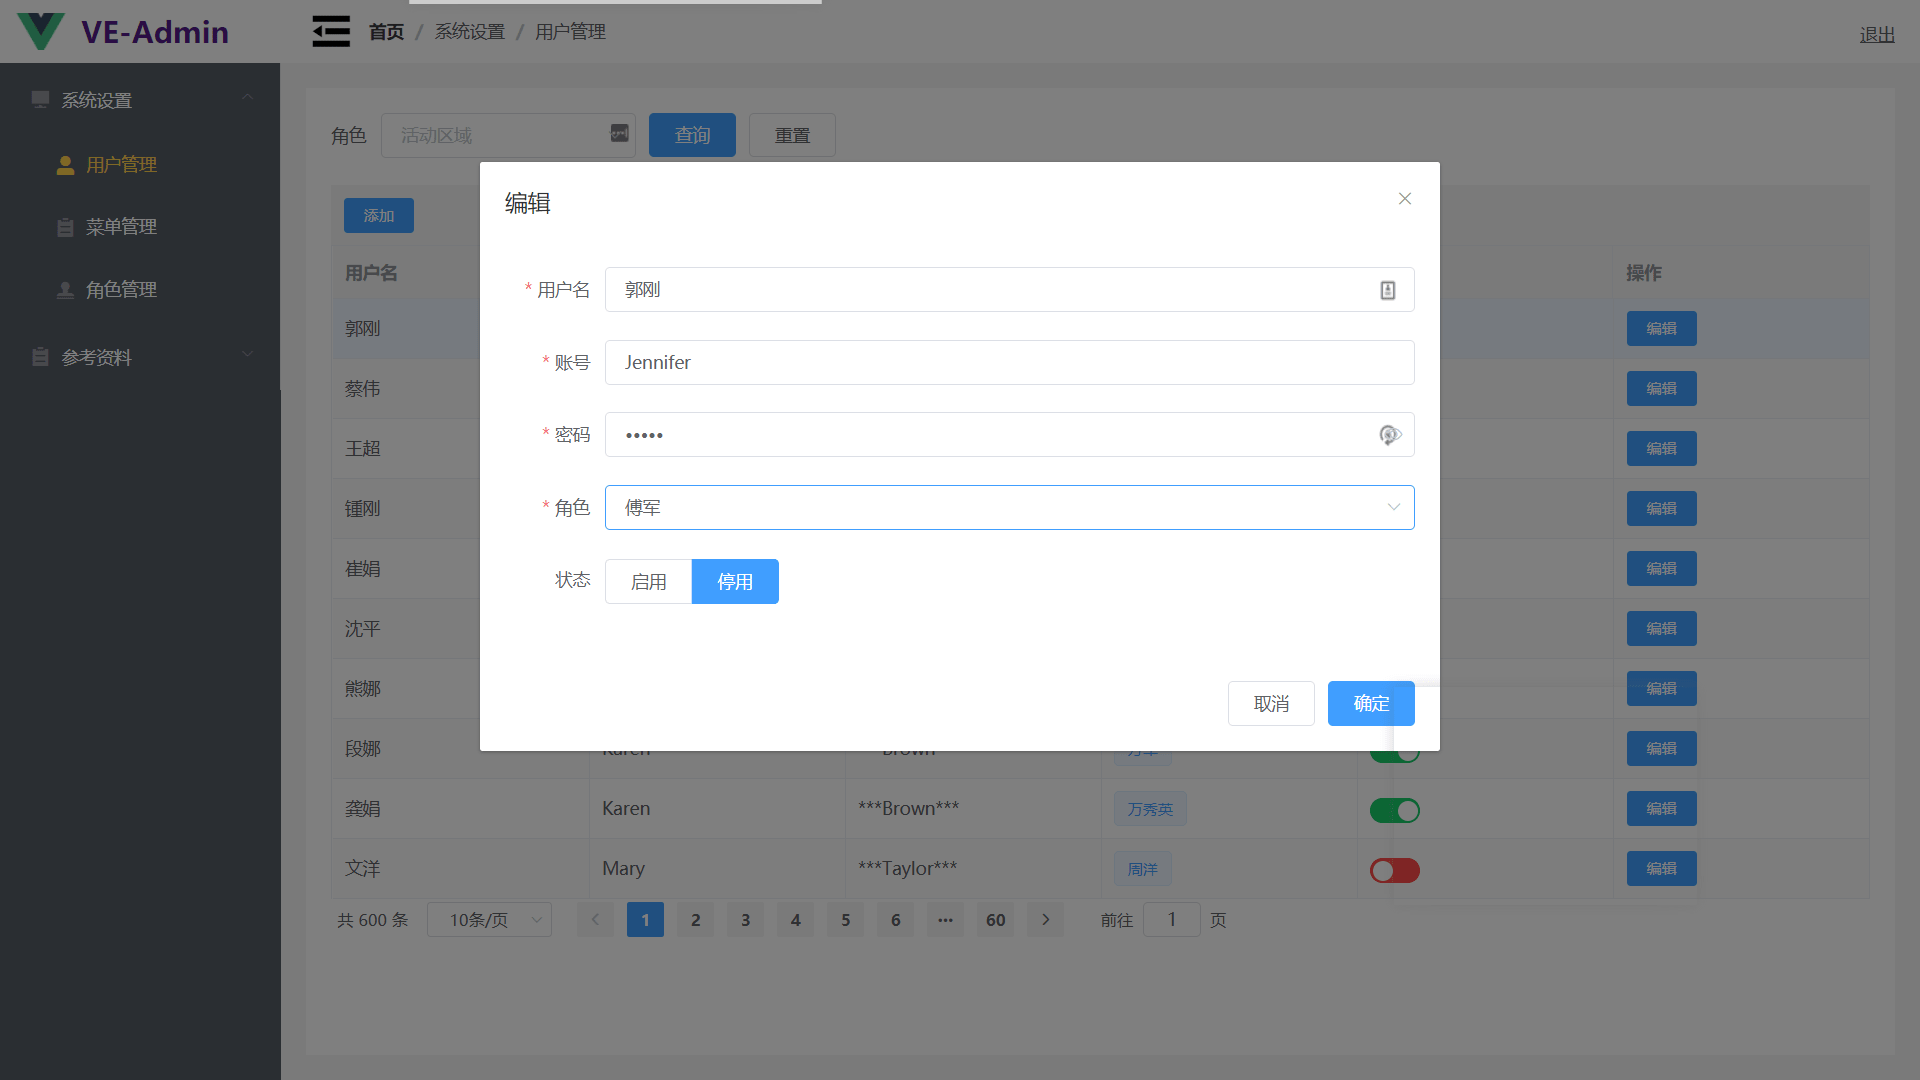 VE-Admin
首页 / 系统设置 / 用户管理
退出
系统设置
用户管理
菜单管理
角色管理
参考资料
角色 活动区域 查询 重置
添加
用户名 操作
郭刚 编辑
蔡伟 编辑
王超 编辑
锺刚 编辑
崔娟 编辑
沈平 编辑
熊娜 编辑
段娜 编辑
龚娟 Karen ***Brown*** 万秀英 编辑
文洋 Mary ***Taylor*** 周洋 编辑
共 600 条 10条/页 1 2 3 4 5 6 ••• 60 前往 1 页
编辑
* 用户名 郭刚
* 账号 Jennifer
* 密码 •••••
* 角色 傅军
状态 启用 停用
取消 确定